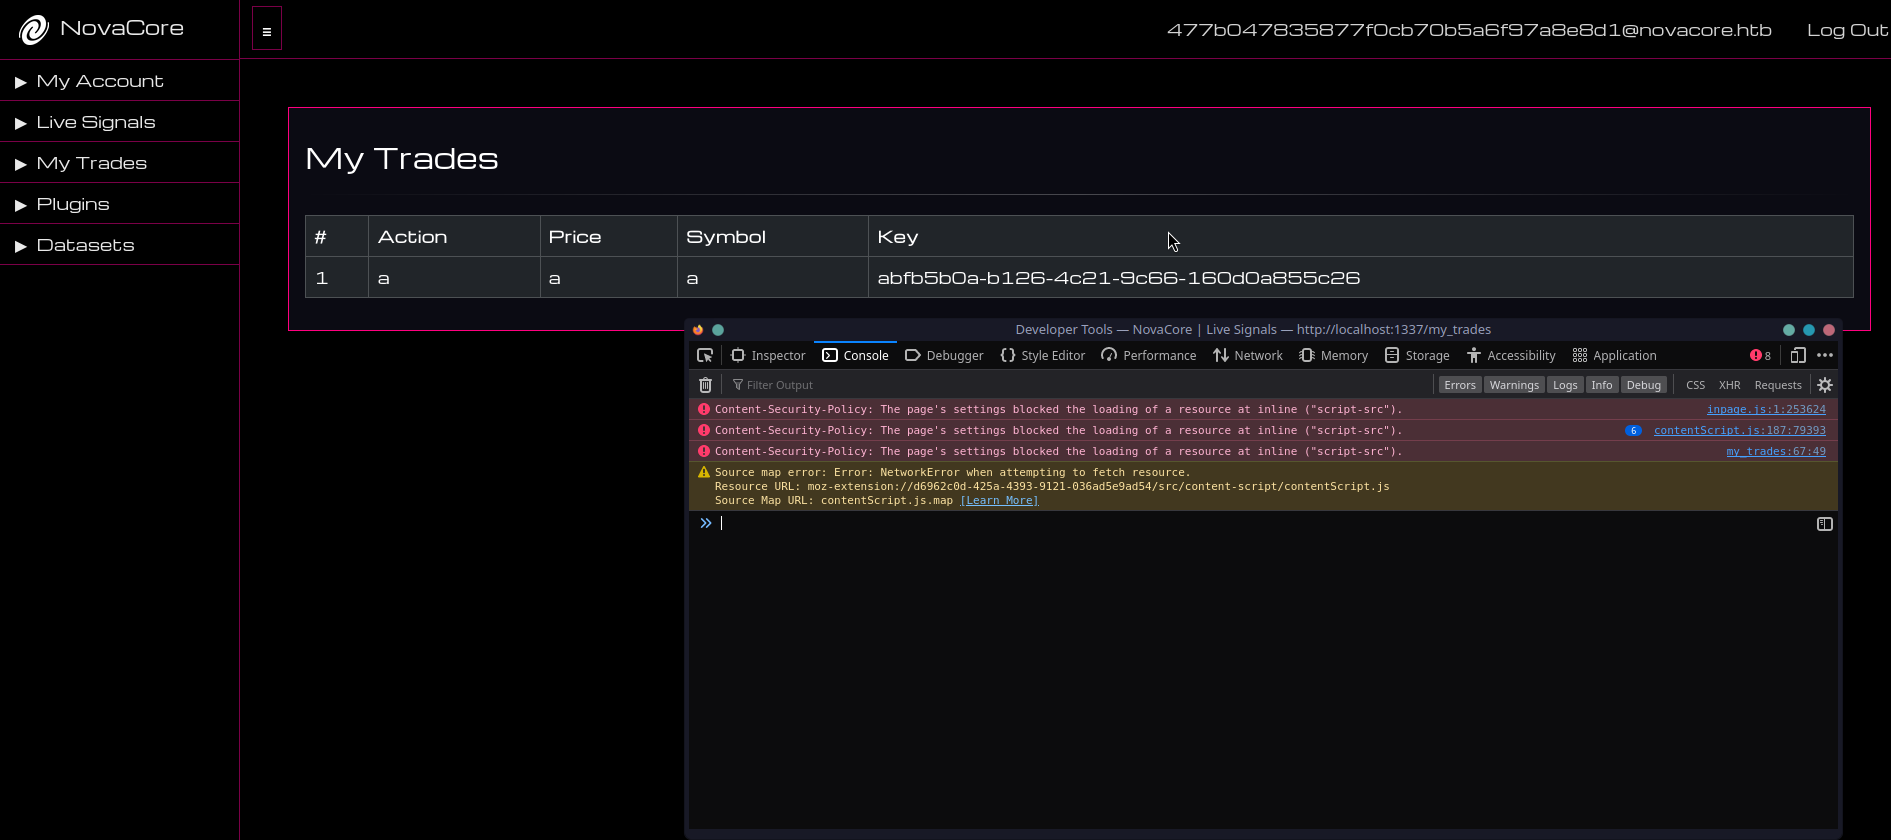 NovaCore
≡
477b047835877f0cb70b5a6f97a8e8d1@novacore.htb
Log Out
▶ My Account
▶ Live Signals
▶ My Trades
▶ Plugins
▶ Datasets
My Trades
# Action Price Symbol Key
1 a a a abfb5b0a-b126-4c21-9c66-160d0a855c26
Developer Tools — NovaCore | Live Signals — http://localhost:1337/my_trades
Inspector Console Debugger Style Editor Performance Network Memory Storage Accessibility Application 8
Filter Output Errors Warnings Logs Info Debug CSS XHR Requests
Content-Security-Policy: The page's settings blocked the loading of a resource at inline ("script-src"). inpage.js:1:253624
Content-Security-Policy: The page's settings blocked the loading of a resource at inline ("script-src"). 6 contentScript.js:187:79393
Content-Security-Policy: The page's settings blocked the loading of a resource at inline ("script-src"). my_trades:67:49
Source map error: Error: NetworkError when attempting to fetch resource.
Resource URL: moz-extension://d6962c0d-425a-4393-9121-036ad5e9ad54/src/content-script/contentScript.js
Source Map URL: contentScript.js.map [Learn More]